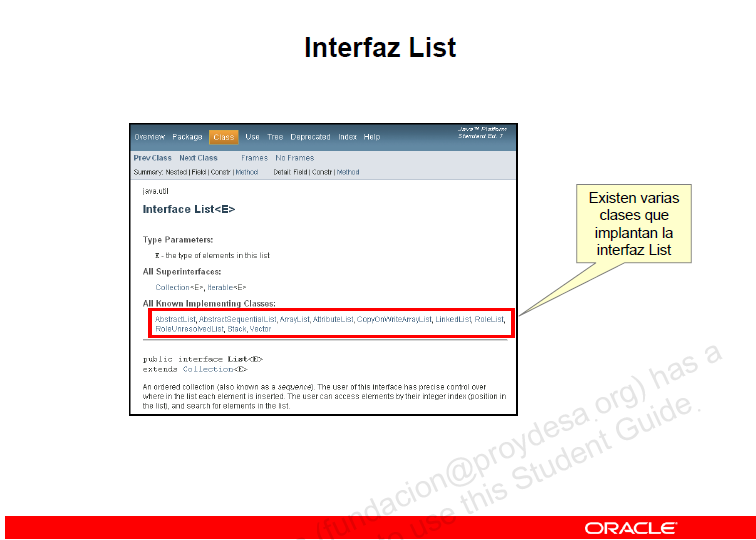 Interfaz List
Overview Package Class Use Tree Deprecated Index Help
Java™ Platform
Standard Ed. 7
Prev Class Next Class Frames No Frames
Summary: Nested | Field | Constr | Method Detail: Field | Constr | Method
java.util
Interface List<E>
Type Parameters:
E - the type of elements in this list
All Superinterfaces:
Collection<E>, Iterable<E>
All Known Implementing Classes:
AbstractList, AbstractSequentialList, ArrayList, AttributeList, CopyOnWriteArrayList, LinkedList, RoleList,
RoleUnresolvedList, Stack, Vector
public interface List<E>
extends Collection<E>
An ordered collection (also known as a sequence). The user of this interface has precise control over
where in the list each element is inserted. The user can access elements by their integer index (position in
the list), and search for elements in the list.
Existen varias
clases que
implantan la
interfaz List
(fundacion@proydesa.org) has a
to use this Student Guide.
ORACLE